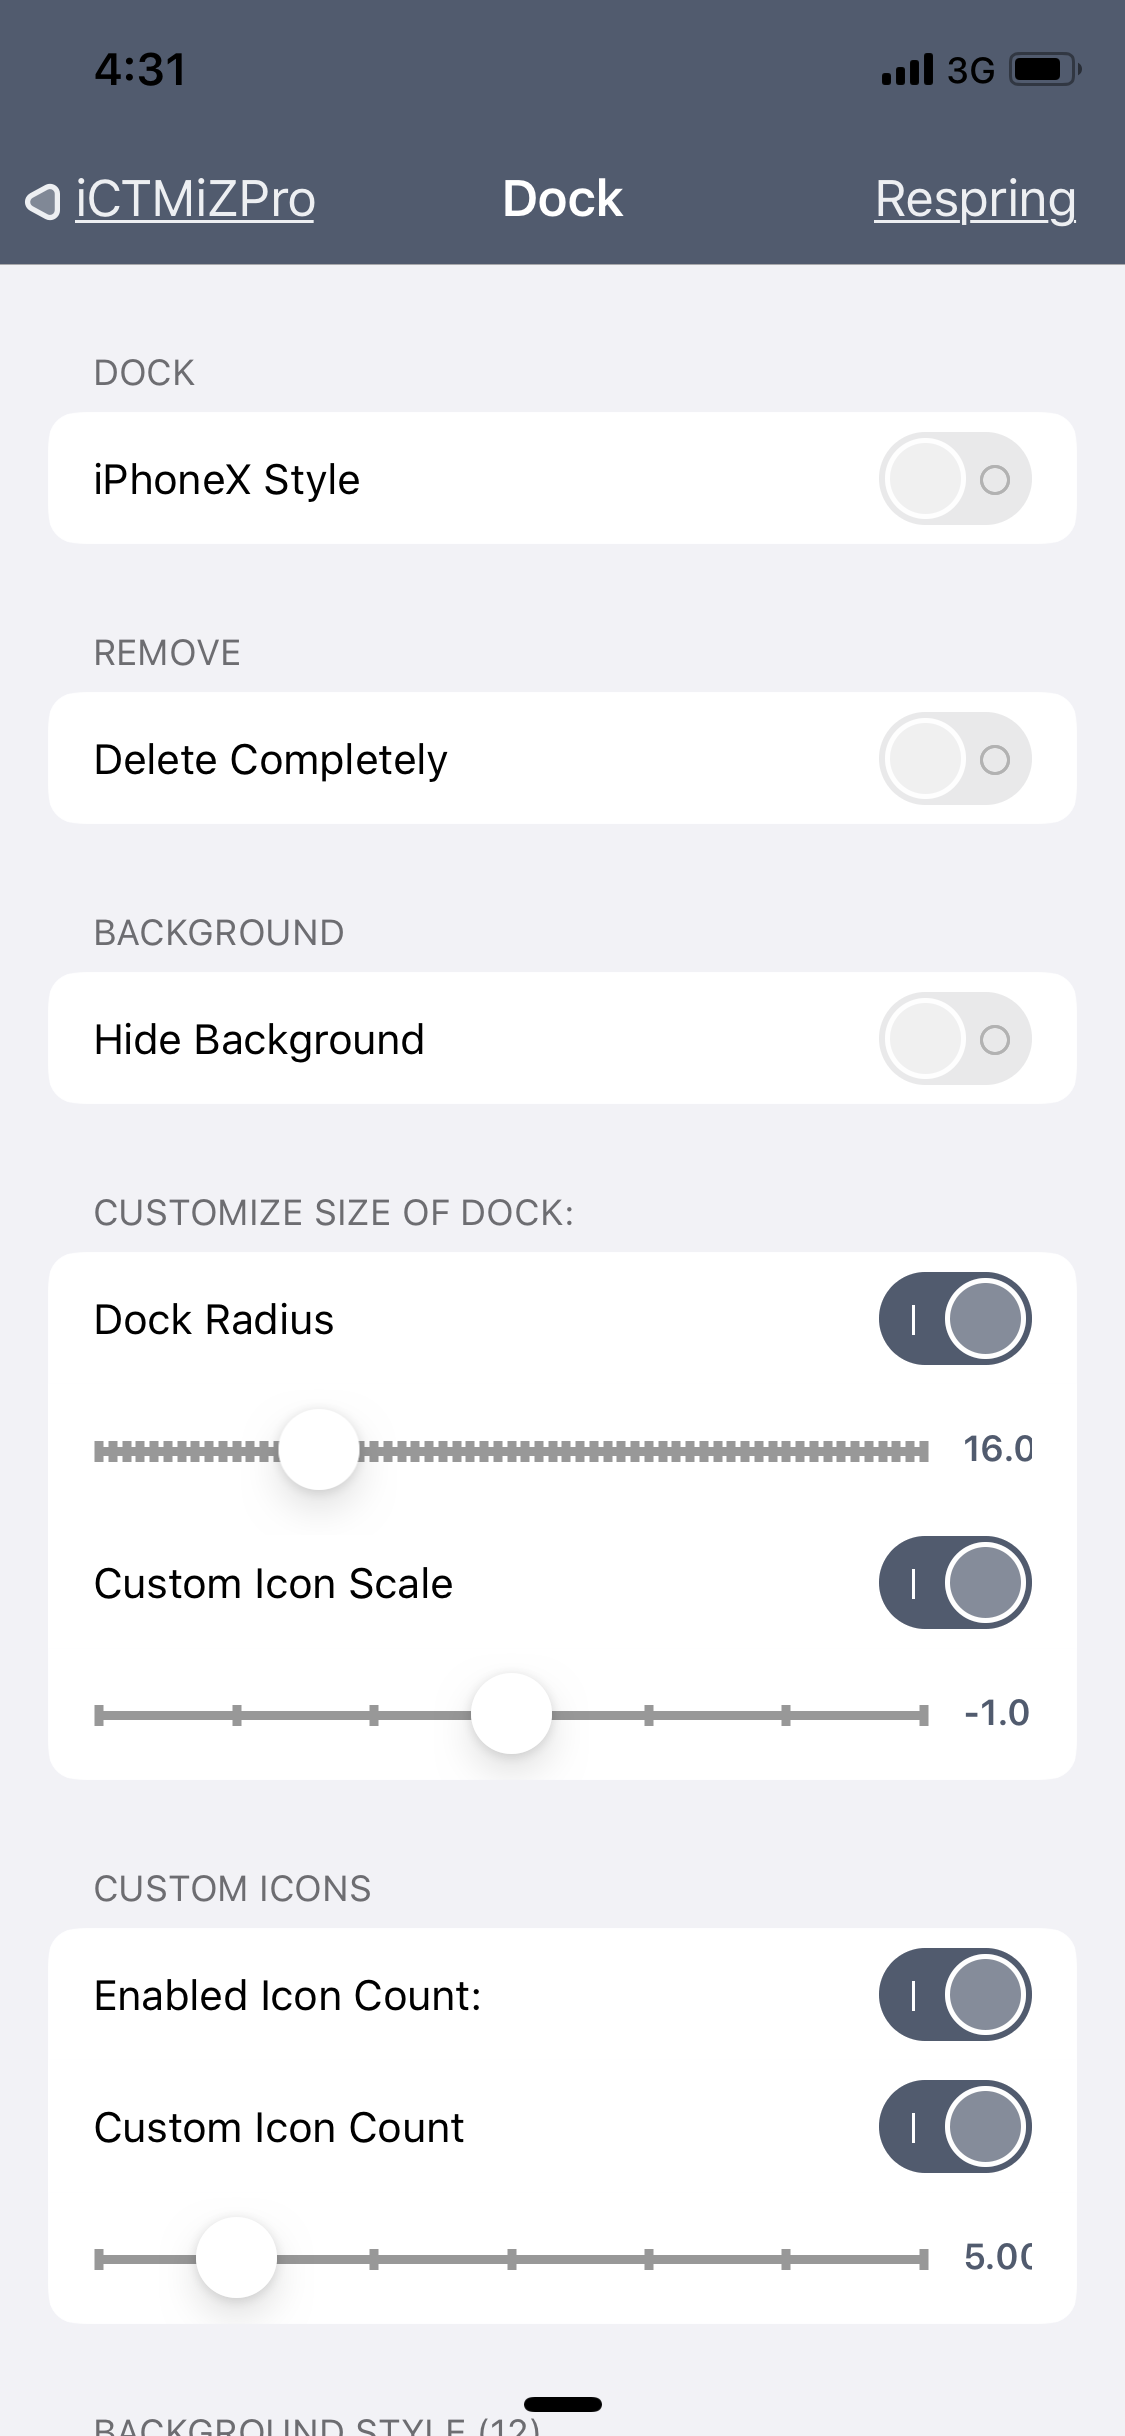 4:31
3G
iCTMiZPro
Dock
Respring
DOCK
iPhoneX Style
REMOVE
Delete Completely
BACKGROUND
Hide Background
CUSTOMIZE SIZE OF DOCK:
Dock Radius
16.0
Custom Icon Scale
-1.0
CUSTOM ICONS
Enabled Icon Count:
Custom Icon Count
5.00
BACKGROUND STYLE (12)